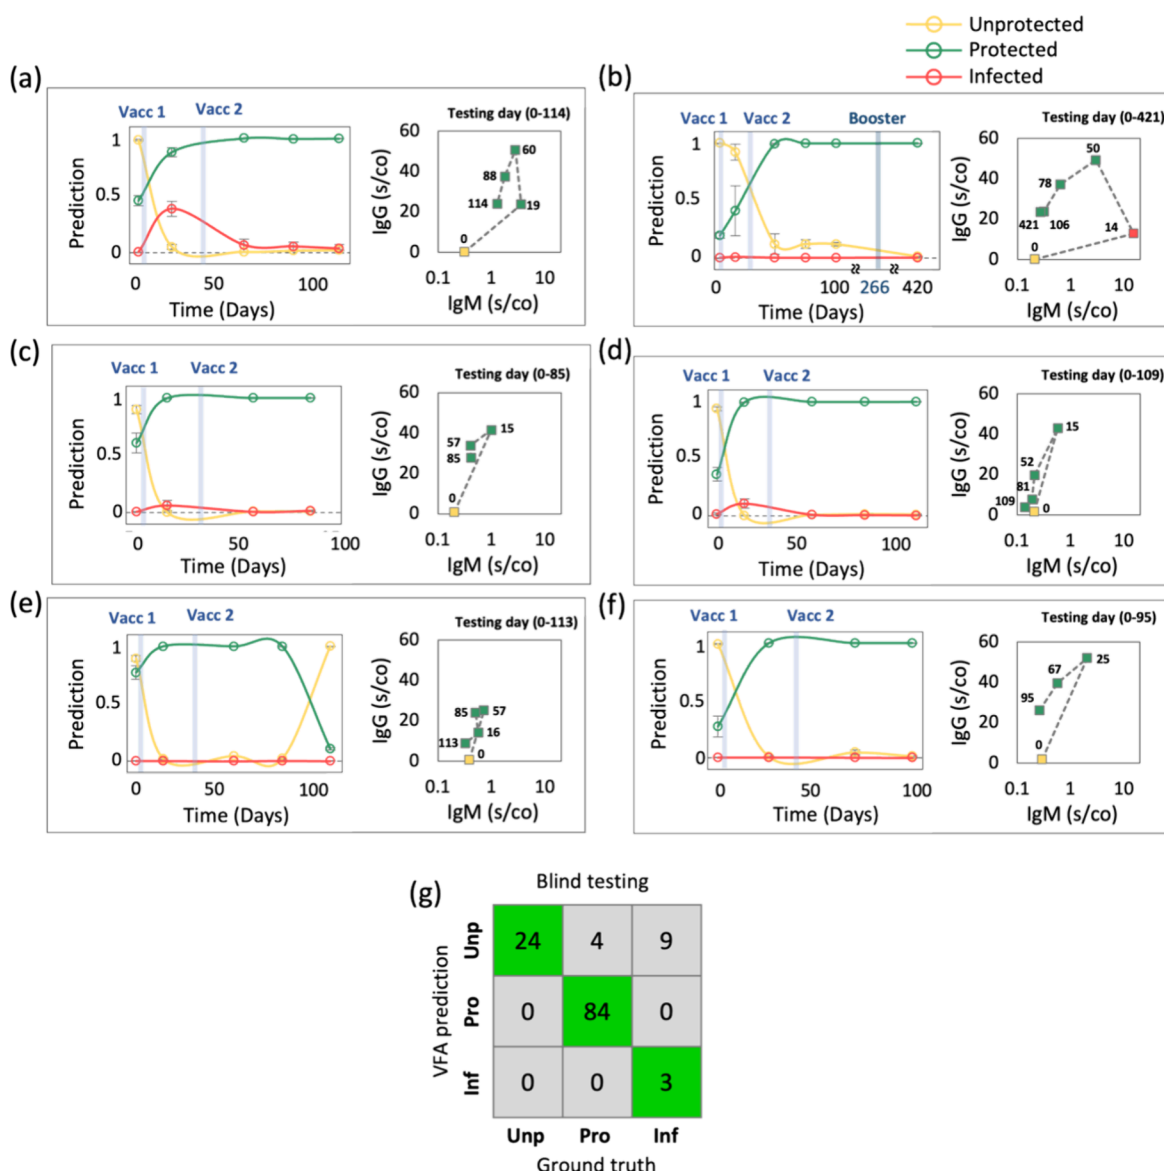 Unprotected
Protected
Infected
(a)
Vacc 1
Vacc 2
Testing day (0-114)
Prediction
1
0.5
0
0
50
100
Time (Days)
IgG (s/co)
60
40
20
0
60
88
114
19
0
0.1
1
10
IgM (s/co)
(b)
Vacc 1
Vacc 2
Booster
Testing day (0-421)
Prediction
1
0.5
0
0
50
100
266
420
Time (Days)
IgG (s/co)
60
40
20
0
50
78
421
106
14
0
0.1
1
10
IgM (s/co)
(c)
Vacc 1
Vacc 2
Testing day (0-85)
Prediction
1
0.5
0
0
50
100
Time (Days)
IgG (s/co)
60
40
20
0
57
15
85
0
0.1
1
10
IgM (s/co)
(d)
Vacc 1
Vacc 2
Testing day (0-109)
Prediction
1
0.5
0
0
50
100
Time (Days)
IgG (s/co)
60
40
20
0
15
52
81
109
0
0.1
1
10
IgM (s/co)
(e)
Vacc 1
Vacc 2
Testing day (0-113)
Prediction
1
0.5
0
0
50
100
Time (Days)
IgG (s/co)
60
40
20
0
85
57
16
113
0
0.1
1
10
IgM (s/co)
(f)
Vacc 1
Vacc 2
Testing day (0-95)
Prediction
1
0.5
0
0
50
100
Time (Days)
IgG (s/co)
60
40
20
0
67
25
95
0
0.1
1
10
IgM (s/co)
(g)
Blind testing
VFA prediction
Unp
24 4 9
Pro
0 84 0
Inf
0 0 3
Unp Pro Inf
Ground truth